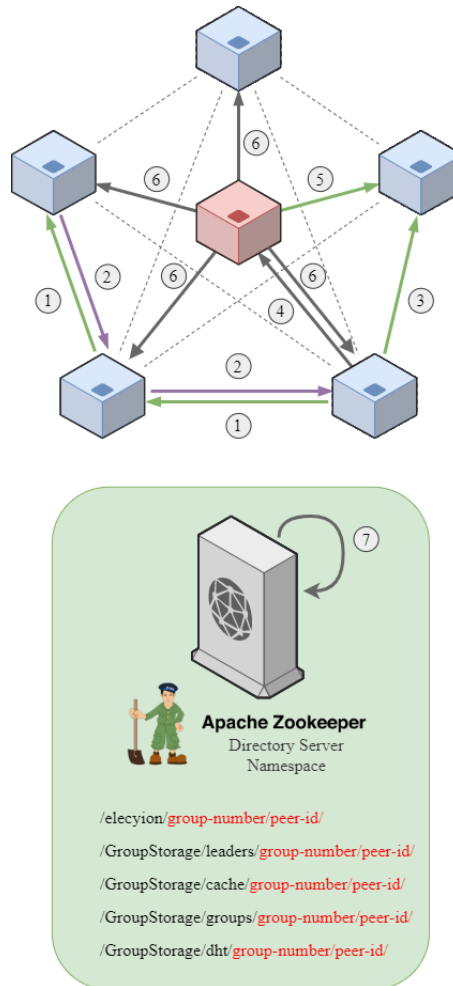 6
6
5
6
6
2
1
4
3
2
1
7
Apache Zookeeper
Directory Server
Namespace
/elecyion/group-number/peer-id/
/GroupStorage/leaders/group-number/peer-id/
/GroupStorage/cache/group-number/peer-id/
/GroupStorage/groups/group-number/peer-id/
/GroupStorage/dht/group-number/peer-id/